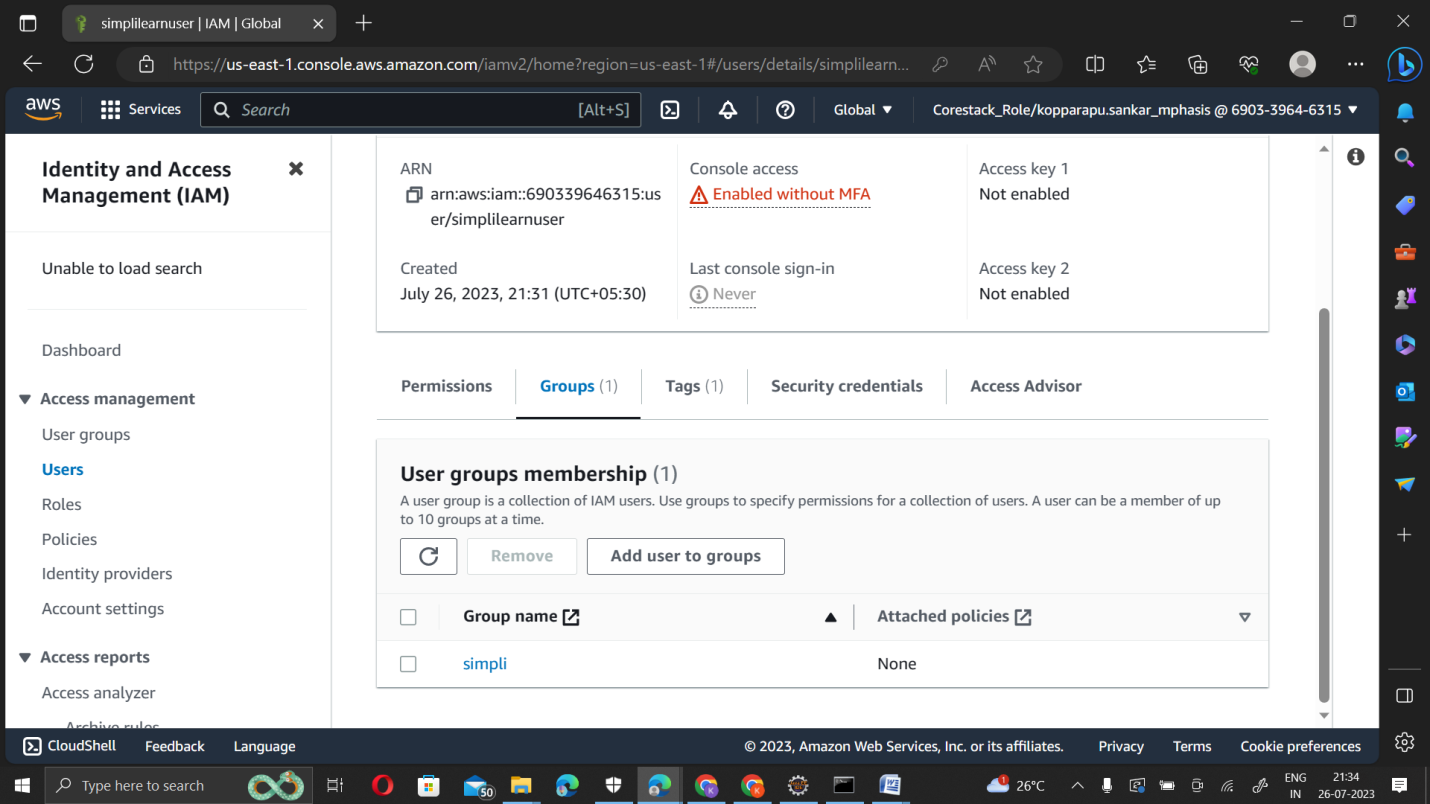 simplilearnuser | IAM | Global
https://us-east-1.console.aws.amazon.com/iamv2/home?region=us-east-1#/users/details/simplilearn...
aws
Services
Search
[Alt+S]
Global
Corestack_Role/kopparapu.sankar_mphasis @ 6903-3964-6315
Identity and Access
Management (IAM)
Unable to load search
Dashboard
Access management
User groups
Users
Roles
Policies
Identity providers
Account settings
Access reports
Access analyzer
Archive rules
ARN
arn:aws:iam::690339646315:us
er/simplilearnuser
Console access
Enabled without MFA
Access key 1
Not enabled
Created
July 26, 2023, 21:31 (UTC+05:30)
Last console sign-in
Never
Access key 2
Not enabled
Permissions
Groups (1)
Tags (1)
Security credentials
Access Advisor
User groups membership (1)
A user group is a collection of IAM users. Use groups to specify permissions for a collection of users. A user can be a member of up
to 10 groups at a time.
Remove
Add user to groups
Group name
Attached policies
simpli
None
CloudShell
Feedback
Language
© 2023, Amazon Web Services, Inc. or its affiliates.
Privacy
Terms
Cookie preferences
Type here to search
50
1
26°C
ENG
IN
21:34
26-07-2023